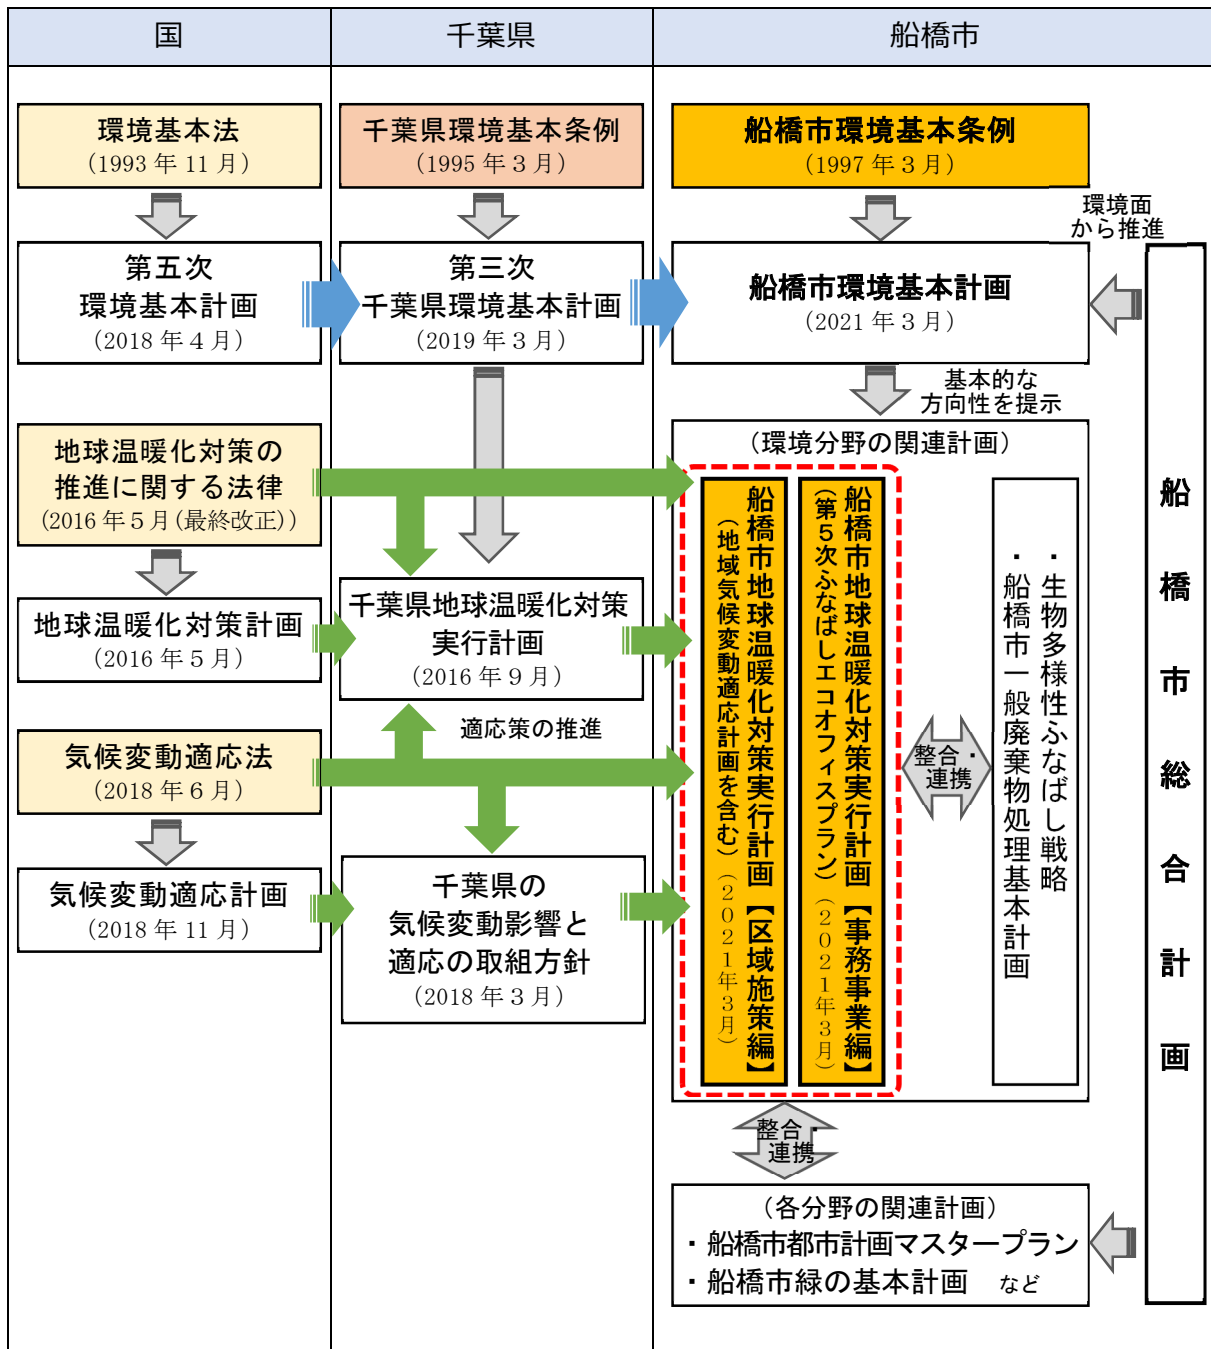 国
千葉県
船橋市
環境基本法
（1993 年 11 月）
千葉県環境基本条例
（1995 年３月）
船橋市環境基本条例
（1997 年３月）
環境面
から推進
第五次
環境基本計画
（2018 年４月）
第三次
千葉県環境基本計画
（2019 年３月）
船橋市環境基本計画
（2021 年３月）
基本的な
方向性を提示
地球温暖化対策の
推進に関する法律
（2016 年５月（最終改正））
地球温暖化対策計画
（2016 年５月）
千葉県地球温暖化対策
実行計画
（2016 年９月）
適応策の推進
気候変動適応法
（2018 年６月）
気候変動適応計画
（2018 年 11 月）
千葉県の
気候変動影響と
適応の取組方針
（2018 年３月）
（環境分野の関連計画）
船橋市地球温暖化対策実行計画【区域施策編】
（地域気候変動適応計画を含む）（２０２１年３月）
船橋市地球温暖化対策実行計画【事務事業編】
（第５次ふなばしエコオフィスプラン）（２０２１年３月）
整合・
連携
・生物多様性ふなばし戦略
・船橋市一般廃棄物処理基本計画
整合・
連携
（各分野の関連計画）
・船橋市都市計画マスタープラン
・船橋市緑の基本計画　など
船橋市総合計画